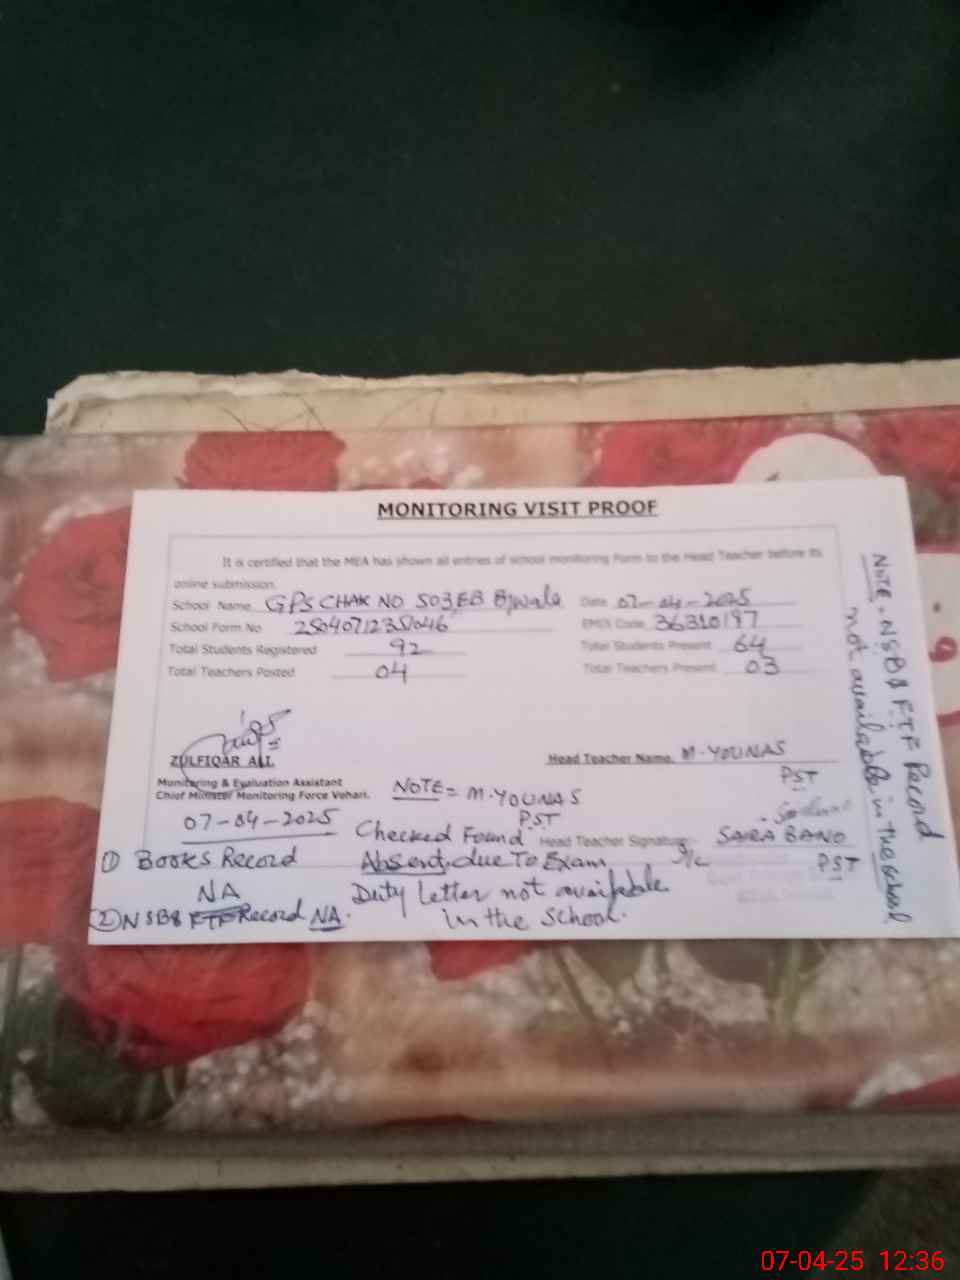 MONITORING VISIT PROOF
It is certified that the MEA has shown all entries of school monitoring Form to the Head Teacher before its
online submission.
School Name GPS CHAK NO 503/EB Bjwala Date 07-04-2025
School Form No 25040712351046 EMIS Code 36310197
Total Students Registered 92 Total Students Present 64
Total Teachers Posted 04 Total Teachers Present 03
ZULFIQAR ALI Head Teacher Name M. YOUNAS
PST
Monitoring & Evaluation Assistant
Chief Minister Monitoring Force Vehari.
07-04-2025
NOTE = M. YOUNAS
PST
Checked Found
Absent, due To Exam
Duty Letter not available
in the school.
Head Teacher Signature SAIRA BANO
I/c PST
① Books Record
NA
② NSB& FTF Record NA.
NOTE. NSB& FTF Record
not available in the school
07-04-25 12:36